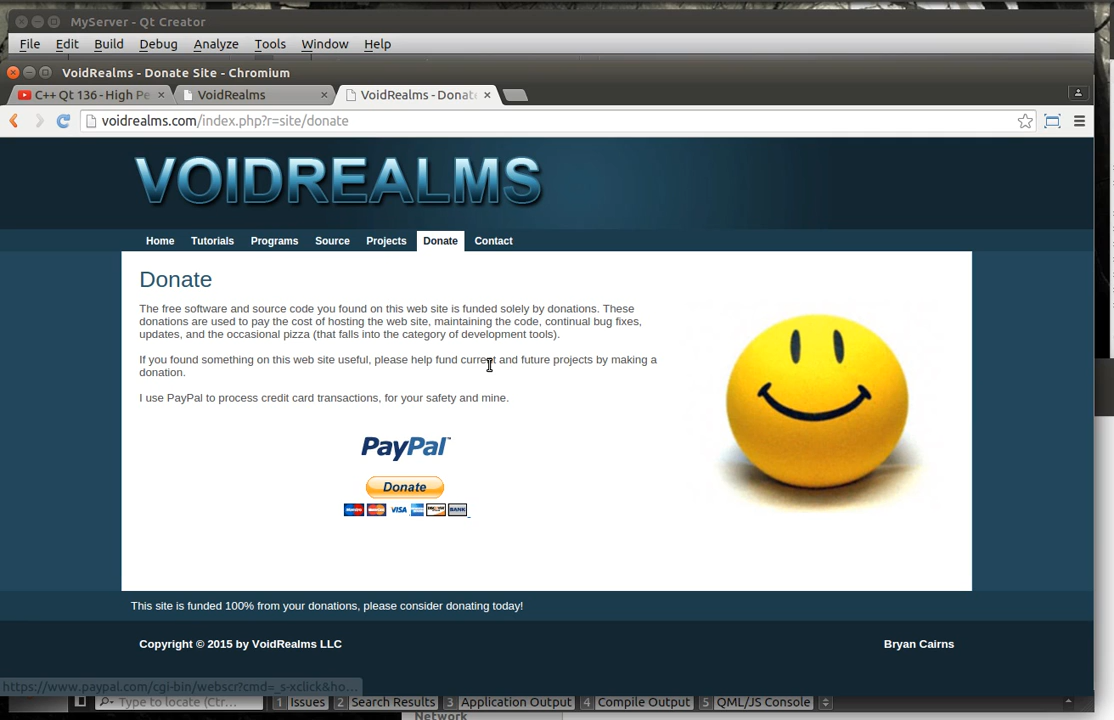 MyServer - Qt Creator
File Edit Build Debug Analyze Tools Window Help
VoidRealms - Donate Site - Chromium
C++ Qt 136 - High Pe
VoidRealms
VoidRealms - Donate
voidrealms.com/index.php?r=site/donate
VOIDREALMS
Home Tutorials Programs Source Projects Donate Contact
Donate
The free software and source code you found on this web site is funded solely by donations. These
donations are used to pay the cost of hosting the web site, maintaining the code, continual bug fixes,
updates, and the occasional pizza (that falls into the category of development tools).
If you found something on this web site useful, please help fund current and future projects by making a
donation.
I use PayPal to process credit card transactions, for your safety and mine.
PayPal™
Donate
VISA
BANK
This site is funded 100% from your donations, please consider donating today!
Copyright © 2015 by VoidRealms LLC
Bryan Cairns
https://www.paypal.com/cgi-bin/webscr?cmd=_s-xclick&ho...
Type to locate (Ctr... 1 Issues 2 Search Results 3 Application Output 4 Compile Output 5 QML/JS Console
Network